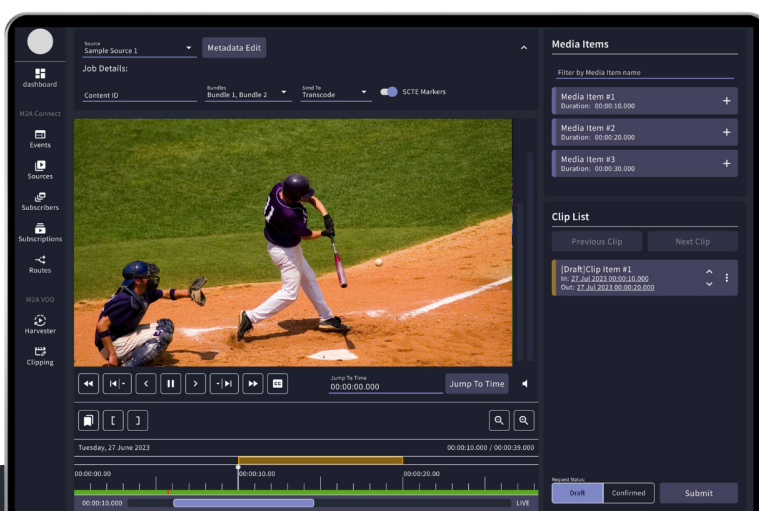 dashboard
M2A Connect
Events
Sources
Subscribers
Subscriptions
Routes
M2A VOD
Harvester
Clipping
Source
Sample Source 1
Metadata Edit
Job Details:
Content ID
Bundles
Bundle 1, Bundle 2
Send To
Transcode
SCTE Markers
Jump To Time
00:00:00.000
Jump To Time
CC
[
]
Tuesday, 27 June 2023
00:00:10.000 / 00:00:39.000
00:00:00.00
00:00:10.00
00:00:20.00
00:00:10.000
LIVE
Media Items
Filter by Media Item name
Media Item #1
Duration: 00:00:10.000
Media Item #2
Duration: 00:00:20.000
Media Item #3
Duration: 00:00:30.000
Clip List
Previous Clip
Next Clip
[Draft]Clip Item #1
In: 27 Jul 2023 00:00:10.000
Out: 27 Jul 2023 00:00:20.000
Request Status:
Draft
Confirmed
Submit